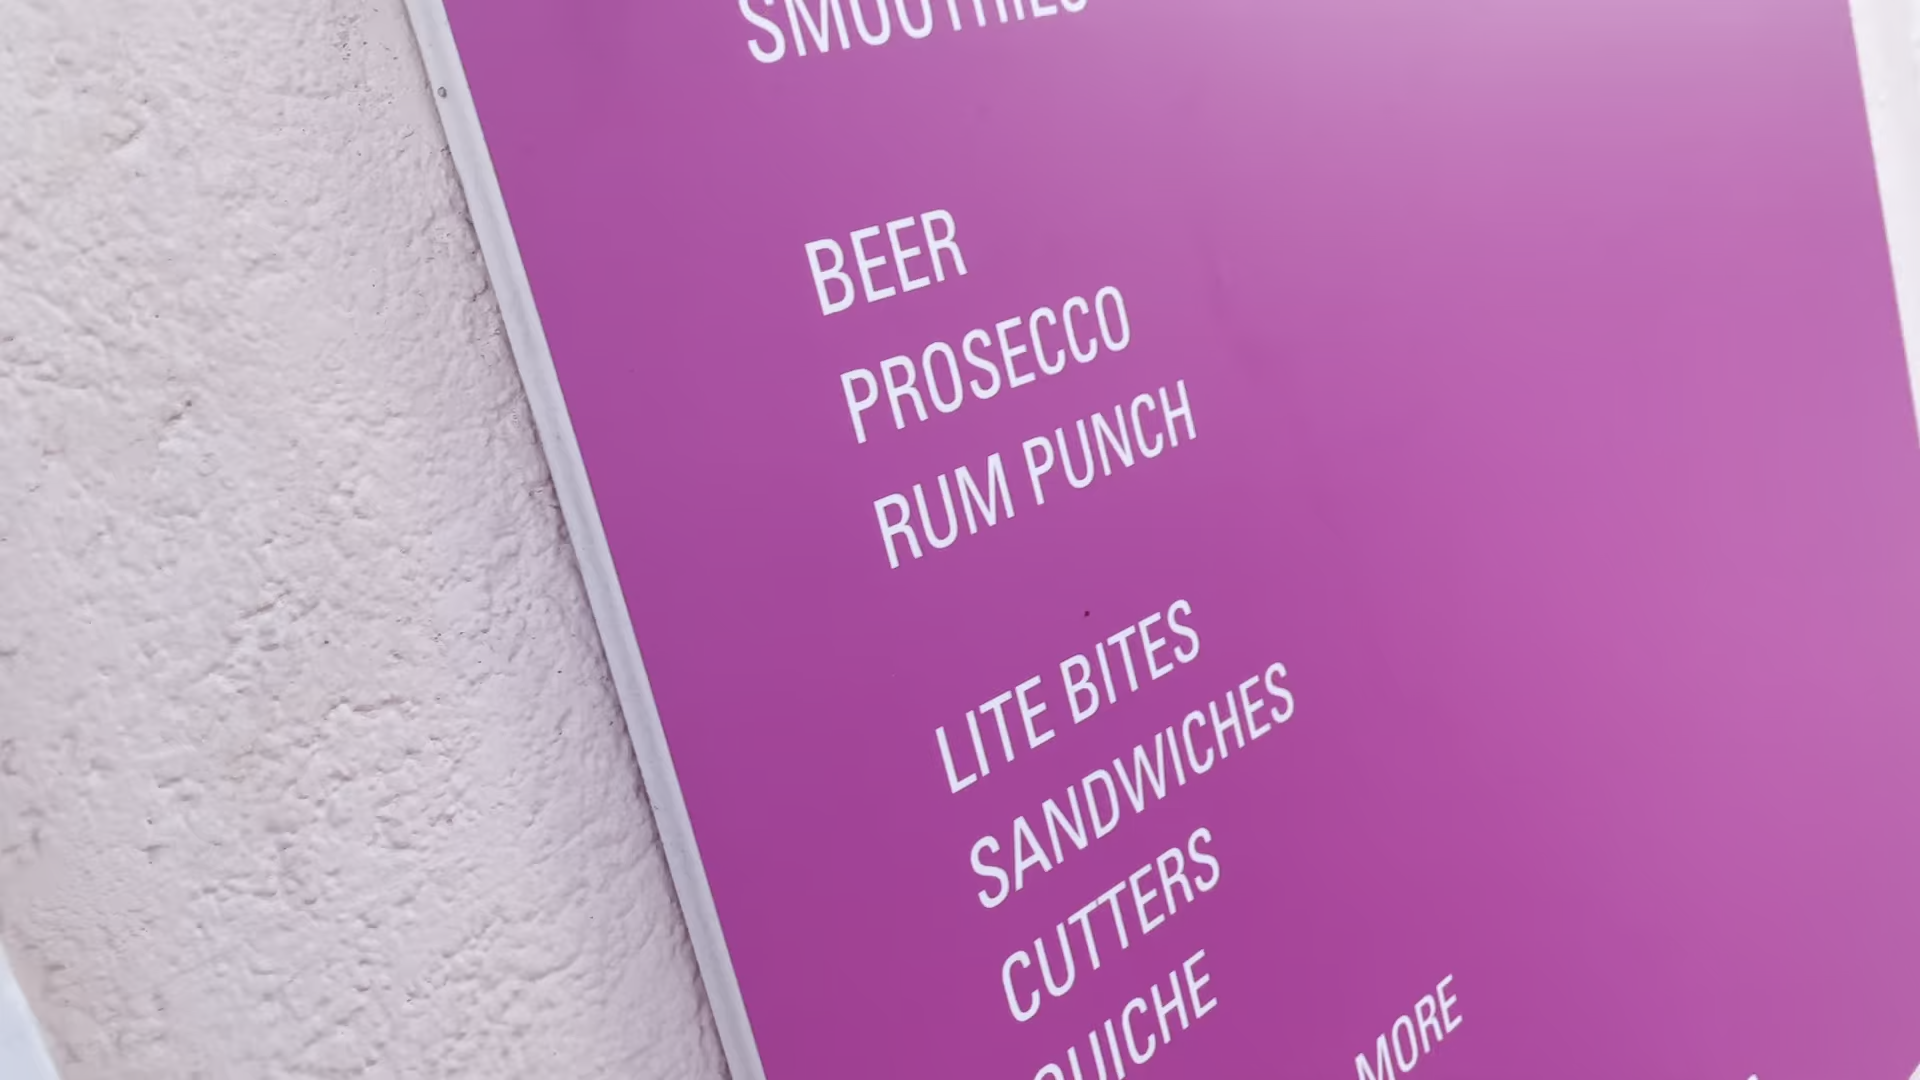 SMOOTHIES
BEER
PROSECCO
RUM PUNCH
LITE BITES
SANDWICHES
CUTTERS
QUICHE
MORE